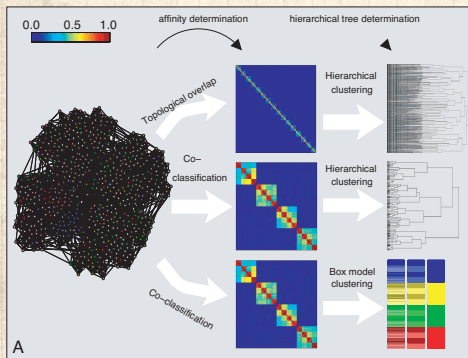 affinity determination
hierarchical tree determination
0.0
0.5
1.0
Topological overlap
Hierarchical
clustering
Co-
classification
Hierarchical
clustering
Co-classification
Box model
clustering
A